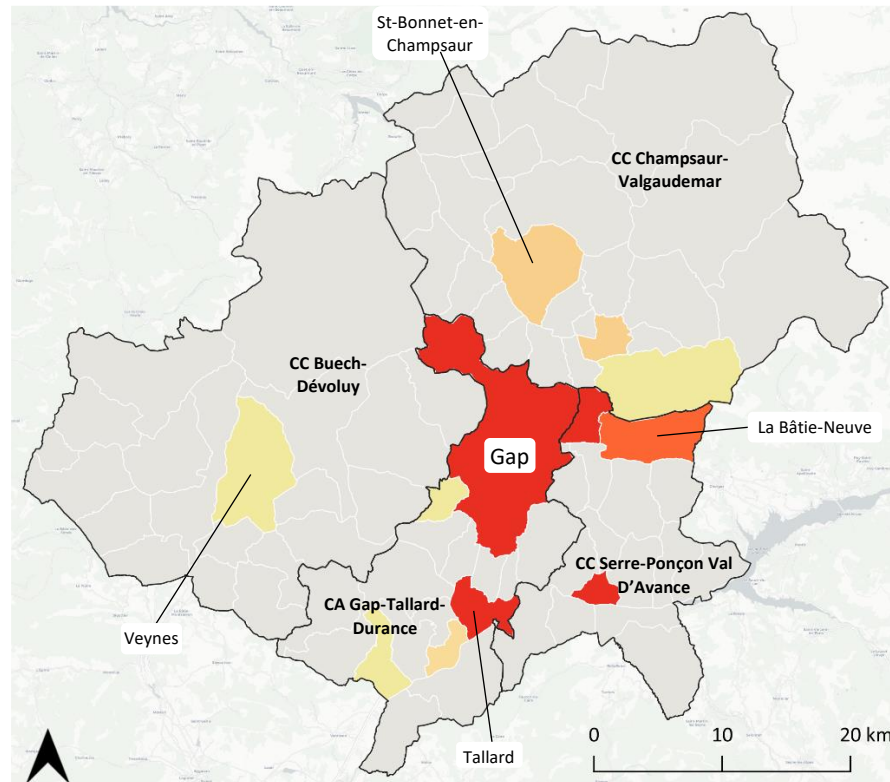 St-Bonnet-en-
Champsaur
CC Champsaur-
Valgaudemar
CC Buech-
Dévoluy
La Bâtie-Neuve
Gap
CC Serre-Ponçon Val
D’Avance
CA Gap-Tallard-
Durance
Veynes
Tallard
0 10 20 km